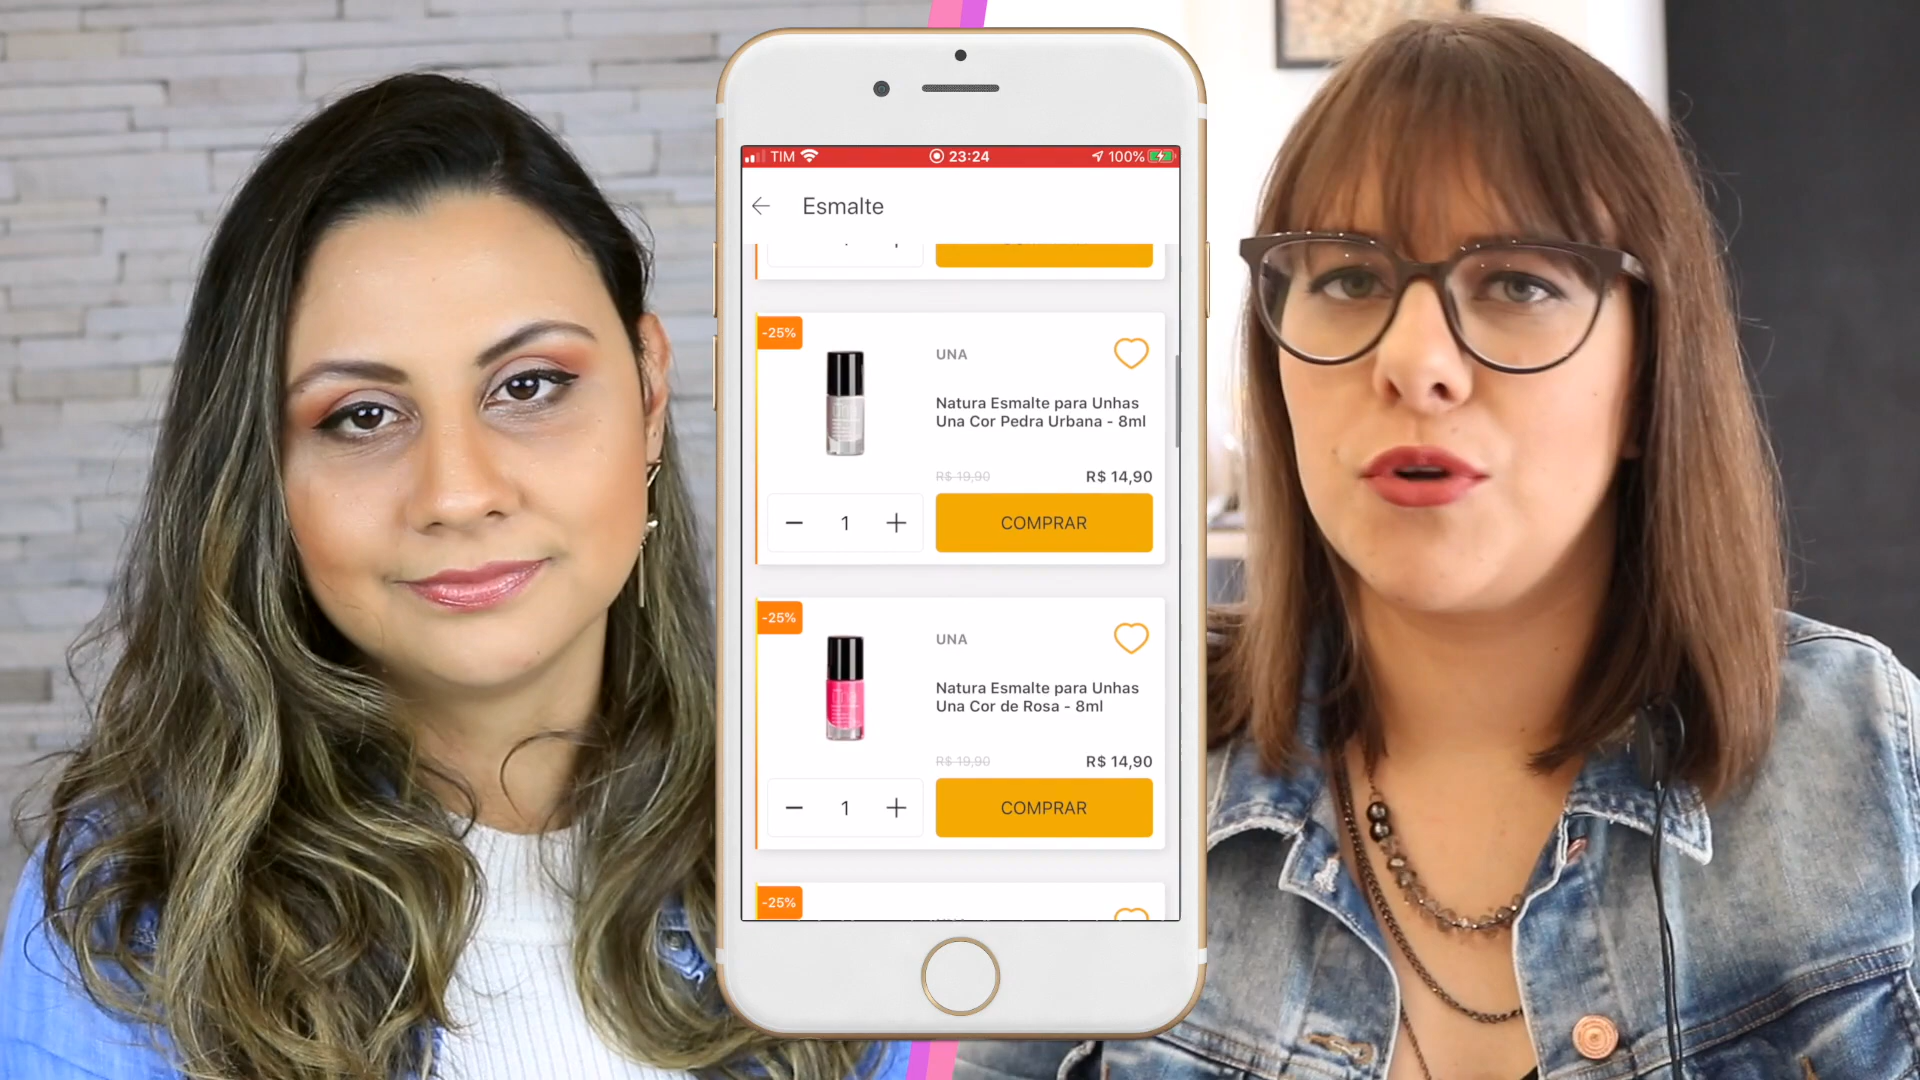 TIM
23:24
100%
Esmalte
-25%
UNA
Natura Esmalte para Unhas
Una Cor Pedra Urbana - 8ml
R$ 19,90
R$ 14,90
1
COMPRAR
-25%
UNA
Natura Esmalte para Unhas
Una Cor de Rosa - 8ml
R$ 19,90
R$ 14,90
1
COMPRAR
-25%